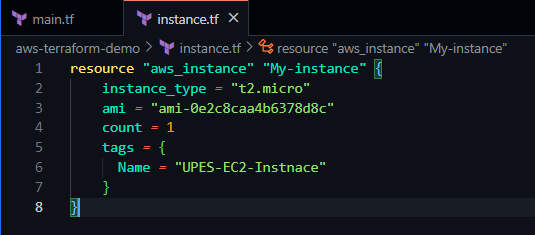 main.tf instance.tf ×
aws-terraform-demo > instance.tf > resource "aws_instance" "My-instance"
1 resource "aws_instance" "My-instance" {
2 instance_type = "t2.micro"
3 ami = "ami-0e2c8caa4b6378d8c"
4 count = 1
5 tags = {
6 Name = "UPES-EC2-Instnace"
7 }
8 }